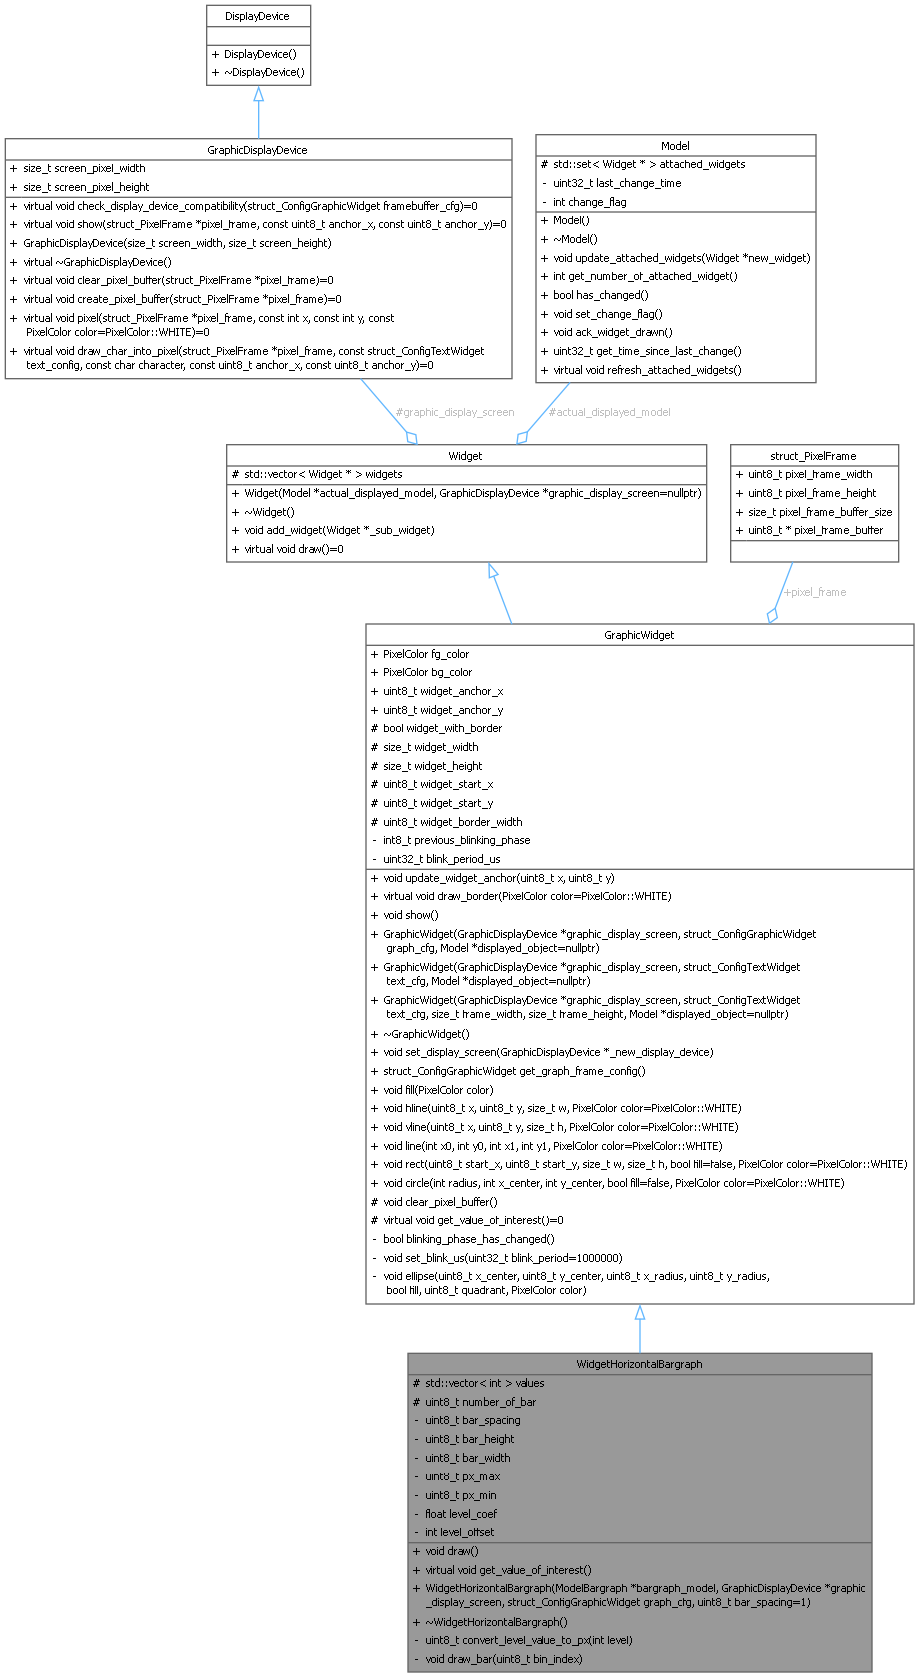 DisplayDevice
+ DisplayDevice()
+ ~DisplayDevice()
GraphicDisplayDevice
+ size_t screen_pixel_width
+ size_t screen_pixel_height
+ virtual void check_display_device_compatibility(struct_ConfigGraphicWidget framebuffer_cfg)=0
+ virtual void show(struct_PixelFrame *pixel_frame, const uint8_t anchor_x, const uint8_t anchor_y)=0
+ GraphicDisplayDevice(size_t screen_width, size_t screen_height)
+ virtual ~GraphicDisplayDevice()
+ virtual void clear_pixel_buffer(struct_PixelFrame *pixel_frame)=0
+ virtual void create_pixel_buffer(struct_PixelFrame *pixel_frame)=0
+ virtual void pixel(struct_PixelFrame *pixel_frame, const int x, const int y, const
PixelColor color=PixelColor::WHITE)=0
+ virtual void draw_char_into_pixel(struct_PixelFrame *pixel_frame, const struct_ConfigTextWidget
text_config, const char character, const uint8_t anchor_x, const uint8_t anchor_y)=0
Model
# std::set< Widget * > attached_widgets
- uint32_t last_change_time
- int change_flag
+ Model()
+ ~Model()
+ void update_attached_widgets(Widget *new_widget)
+ int get_number_of_attached_widget()
+ bool has_changed()
+ void set_change_flag()
+ void ack_widget_drawn()
+ uint32_t get_time_since_last_change()
+ virtual void refresh_attached_widgets()
#graphic_display_screen
#actual_displayed_model
Widget
# std::vector< Widget * > widgets
+ Widget(Model *actual_displayed_model, GraphicDisplayDevice *graphic_display_screen=nullptr)
+ ~Widget()
+ void add_widget(Widget *_sub_widget)
+ virtual void draw()=0
struct_PixelFrame
+ uint8_t pixel_frame_width
+ uint8_t pixel_frame_height
+ size_t pixel_frame_buffer_size
+ uint8_t * pixel_frame_buffer
+pixel_frame
GraphicWidget
+ PixelColor fg_color
+ PixelColor bg_color
+ uint8_t widget_anchor_x
+ uint8_t widget_anchor_y
# bool widget_with_border
# size_t widget_width
# size_t widget_height
# uint8_t widget_start_x
# uint8_t widget_start_y
# uint8_t widget_border_width
- int8_t previous_blinking_phase
- uint32_t blink_period_us
+ void update_widget_anchor(uint8_t x, uint8_t y)
+ virtual void draw_border(PixelColor color=PixelColor::WHITE)
+ void show()
+ GraphicWidget(GraphicDisplayDevice *graphic_display_screen, struct_ConfigGraphicWidget
graph_cfg, Model *displayed_object=nullptr)
+ GraphicWidget(GraphicDisplayDevice *graphic_display_screen, struct_ConfigTextWidget
text_cfg, Model *displayed_object=nullptr)
+ GraphicWidget(GraphicDisplayDevice *graphic_display_screen, struct_ConfigTextWidget
text_cfg, size_t frame_width, size_t frame_height, Model *displayed_object=nullptr)
+ ~GraphicWidget()
+ void set_display_screen(GraphicDisplayDevice *_new_display_device)
+ struct_ConfigGraphicWidget get_graph_frame_config()
+ void fill(PixelColor color)
+ void hline(uint8_t x, uint8_t y, size_t w, PixelColor color=PixelColor::WHITE)
+ void vline(uint8_t x, uint8_t y, size_t h, PixelColor color=PixelColor::WHITE)
+ void line(int x0, int y0, int x1, int y1, PixelColor color=PixelColor::WHITE)
+ void rect(uint8_t start_x, uint8_t start_y, size_t w, size_t h, bool fill=false, PixelColor color=PixelColor::WHITE)
+ void circle(int radius, int x_center, int y_center, bool fill=false, PixelColor color=PixelColor::WHITE)
# void clear_pixel_buffer()
# virtual void get_value_of_interest()=0
- bool blinking_phase_has_changed()
- void set_blink_us(uint32_t blink_period=1000000)
- void ellipse(uint8_t x_center, uint8_t y_center, uint8_t x_radius, uint8_t y_radius,
bool fill, uint8_t quadrant, PixelColor color)
WidgetHorizontalBargraph
# std::vector< int > values
# uint8_t number_of_bar
- uint8_t bar_spacing
- uint8_t bar_height
- uint8_t bar_width
- uint8_t px_max
- uint8_t px_min
- float level_coef
- int level_offset
+ void draw()
+ virtual void get_value_of_interest()
+ WidgetHorizontalBargraph(ModelBargraph *bargraph_model, GraphicDisplayDevice *graphic
_display_screen, struct_ConfigGraphicWidget graph_cfg, uint8_t bar_spacing=1)
+ ~WidgetHorizontalBargraph()
- uint8_t convert_level_value_to_px(int level)
- void draw_bar(uint8_t bin_index)